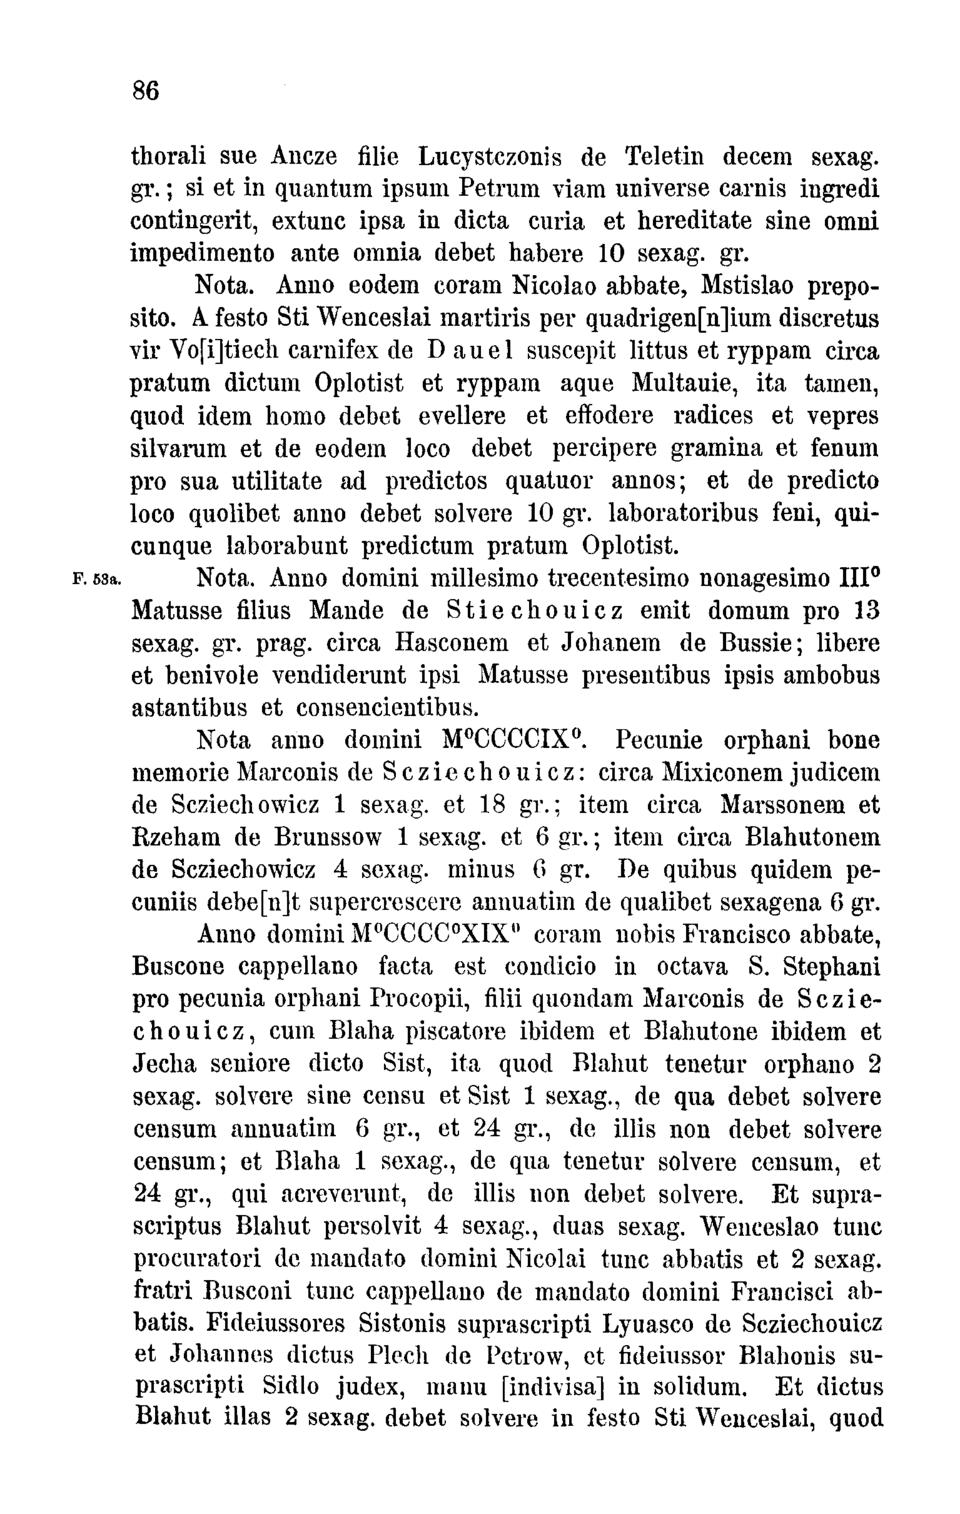 86
thorali sue Ancze filie Lucystczonis de Teletin decem sexag.
gr.; si et in quantum ipsum Petrum viam universe carnis ingredi
contingerit, extunc ipsa in dicta curia et hereditate sine omni
impedimento ante omnia debet habere 10 sexag. gr.
Nota. Anno eodem coram Nicolao abbate, Mstislao prepo-
sito. A festo Sti Wenceslai martiris per quadrigen[n]ium discretus
vir Vo[i]tiech carnifex de Dauel suscepit littus et ryppam circa
pratum dictum Oplotist et ryppam aque Multauie, ita tamen,
quod idem homo debet evellere et effodere radices et vepres
silvarum et de eodem loco debet percipere gramina et fenum
pro sua utilitate ad predictos quatuor annos; et de predicto
loco quolibet anno debet solvere 10 gr. laboratoribus feni, qui-
cunque laborabunt predictum pratum Oplotist.
F. 53a. Nota. Anno domini millesimo trecentesimo nonagesimo III⁰
Matusse filius Mande de Stiechouicz emit domum pro 13
sexag. gr. prag. circa Hasconem et Johanem de Bussie; libere
et benivole vendiderunt ipsi Matusse presentibus ipsis ambobus
astantibus et consencientibus.
Nota anno domini M⁰CCCCIX⁰. Pecunie orphani bone
memorie Marconis de Scziechouicz: circa Mixiconem judicem
de Scziechowicz 1 sexag. et 18 gr.; item circa Marssonem et
Rzeham de Brunssow 1 sexag. et 6 gr.; item circa Blahutonem
de Scziechowicz 4 sexag. minus 6 gr. De quibus quidem pe-
cuniis debe[n]t supercrescere annuatim de qualibet sexagena 6 gr.
Anno domini M⁰CCCC⁰XIX⁰ coram nobis Francisco abbate,
Buscone cappellano facta est condicio in octava S. Stephani
pro pecunia orphani Procopii, filii quondam Marconis de Sczie-
chouicz, cum Blaha piscatore ibidem et Blahutone ibidem et
Jecha seniore dicto Sist, ita quod Blahut tenetur orphano 2
sexag. solvere sine censu et Sist 1 sexag., de qua debet solvere
censum annuatim 6 gr., et 24 gr., de illis non debet solvere
censum; et Blaha 1 sexag., de qua tenetur solvere censum, et
24 gr., qui acreverunt, de illis non debet solvere. Et supra-
scriptus Blahut persolvit 4 sexag., duas sexag. Wenceslao tunc
procuratori de mandato domini Nicolai tunc abbatis et 2 sexag.
fratri Busconi tunc cappellano de mandato domini Francisci ab-
batis. Fideiussores Sistonis suprascripti Lyuasco de Scziechouicz
et Johannes dictus Plech de Petrow, et fideiussor Blahonis su-
prascripti Sidlo judex, manu [indivisa] in solidum. Et dictus
Blahut illas 2 sexag. debet solvere in festo Sti Wenceslai, quod